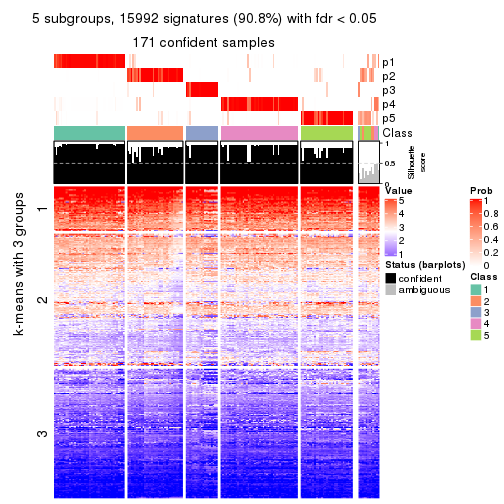 5 subgroups, 15992 signatures (90.8%) with fdr < 0.05
171 confident samples
p1
p2
p3
p4
p5
Class
1
0.5
0
Silhouette
score
k-means with 3 groups
1
2
3
Value
5
4
3
2
1
Status (barplots)
confident
ambiguous
Prob
1
0.8
0.6
0.4
0.2
0
Class
1
2
3
4
5